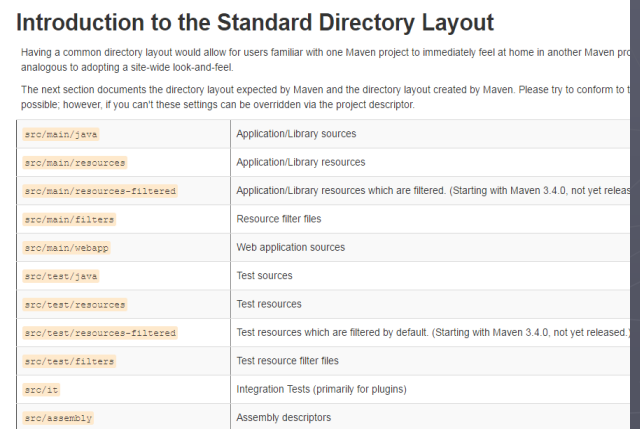 Introduction to the Standard Directory Layout
Having a common directory layout would allow for users familiar with one Maven project to immediately feel at home in another Maven
analogous to adopting a site-wide look-and-feel.
The next section documents the directory layout expected by Maven and the directory layout created by Maven. Please try to conform to
possible; however, if you can't these settings can be overridden via the project descriptor.
src/main/java Application/Library sources
src/main/resources Application/Library resources
src/main/resources-filtered Application/Library resources which are filtered. (Starting with Maven 3.4.0, not yet
src/main/filters Resource filter files
src/main/webapp Web application sources
src/test/java Test sources
src/test/resources Test resources
src/test/resources-filtered Test resources which are filtered by default. (Starting with Maven 3.4.0, not yet released.)
src/test/filters Test resource filter files
src/it Integration Tests (primarily for plugins)
src/assembly Assembly descriptors